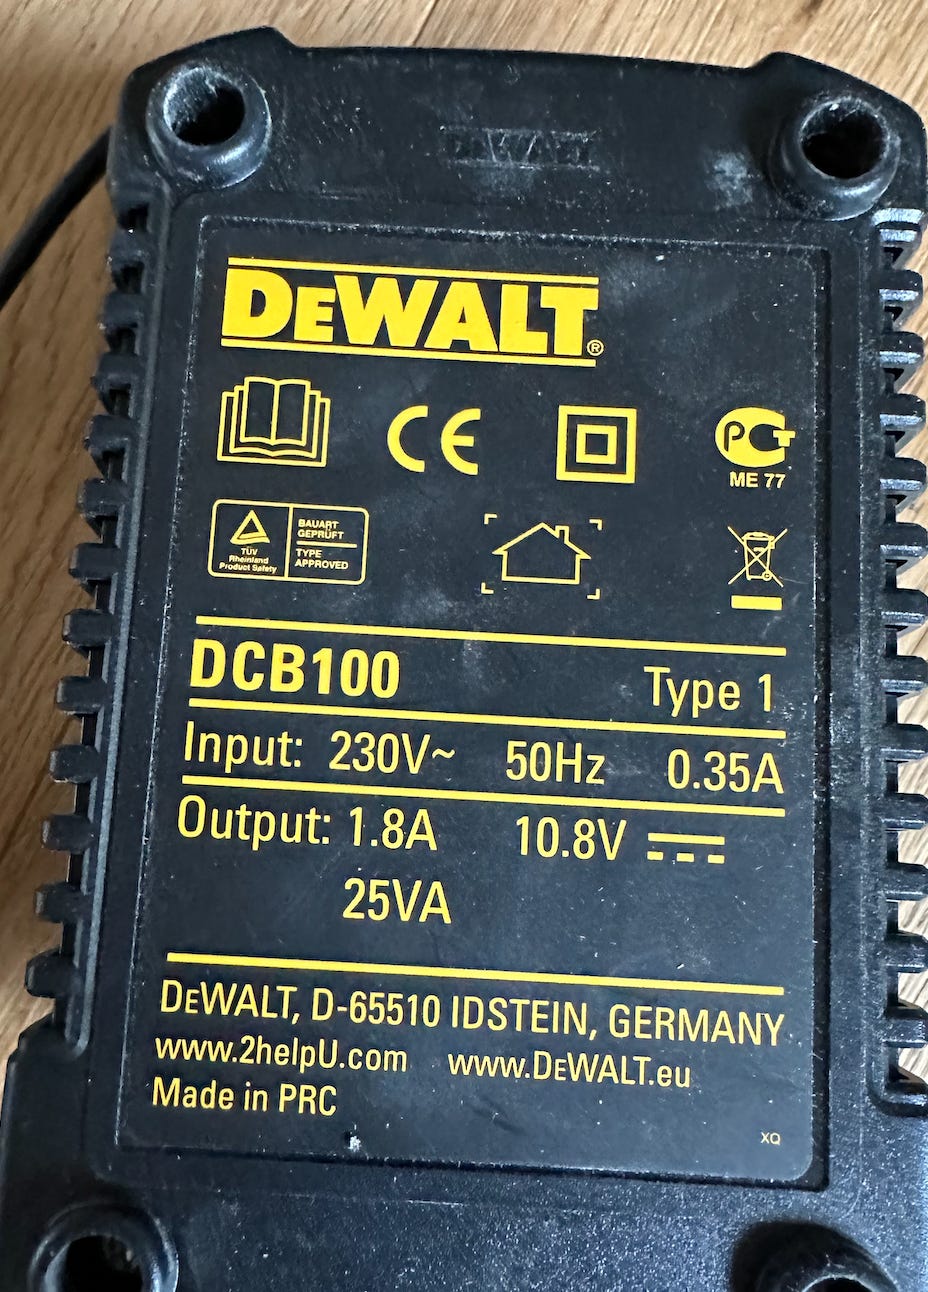 DEWALT
DEWALT®
CE
PCT
ME 77
TÜV
Rheinland
Product Safety
BAUART
GEPRÜFT
TYPE
APPROVED
DCB100 Type 1
Input: 230V~ 50Hz 0.35A
Output: 1.8A 10.8V ⎓
25VA
DEWALT, D-65510 IDSTEIN, GERMANY
www.2helpU.com www.DEWALT.eu
Made in PRC
XQ